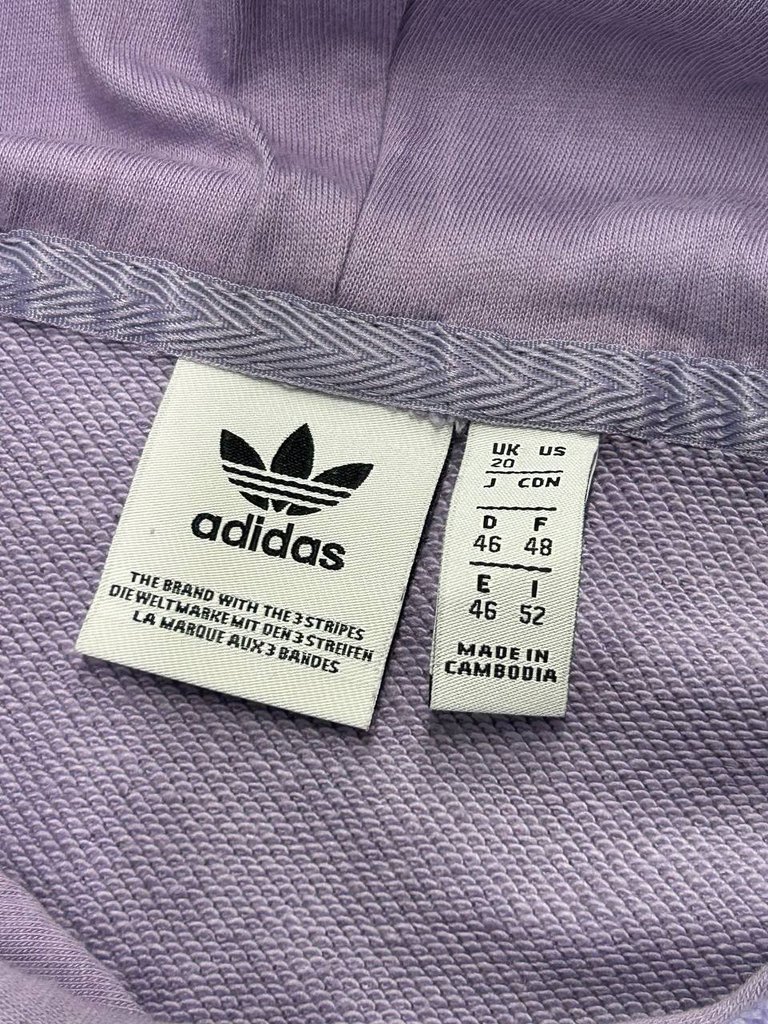 adidas
THE BRAND WITH THE 3 STRIPES
DIE WELTMARKE MIT DEN 3 STREIFEN
LA MARQUE AUX 3 BANDES
UK US
20
J CDN
D F
46 48
E I
46 52
MADE IN
CAMBODIA